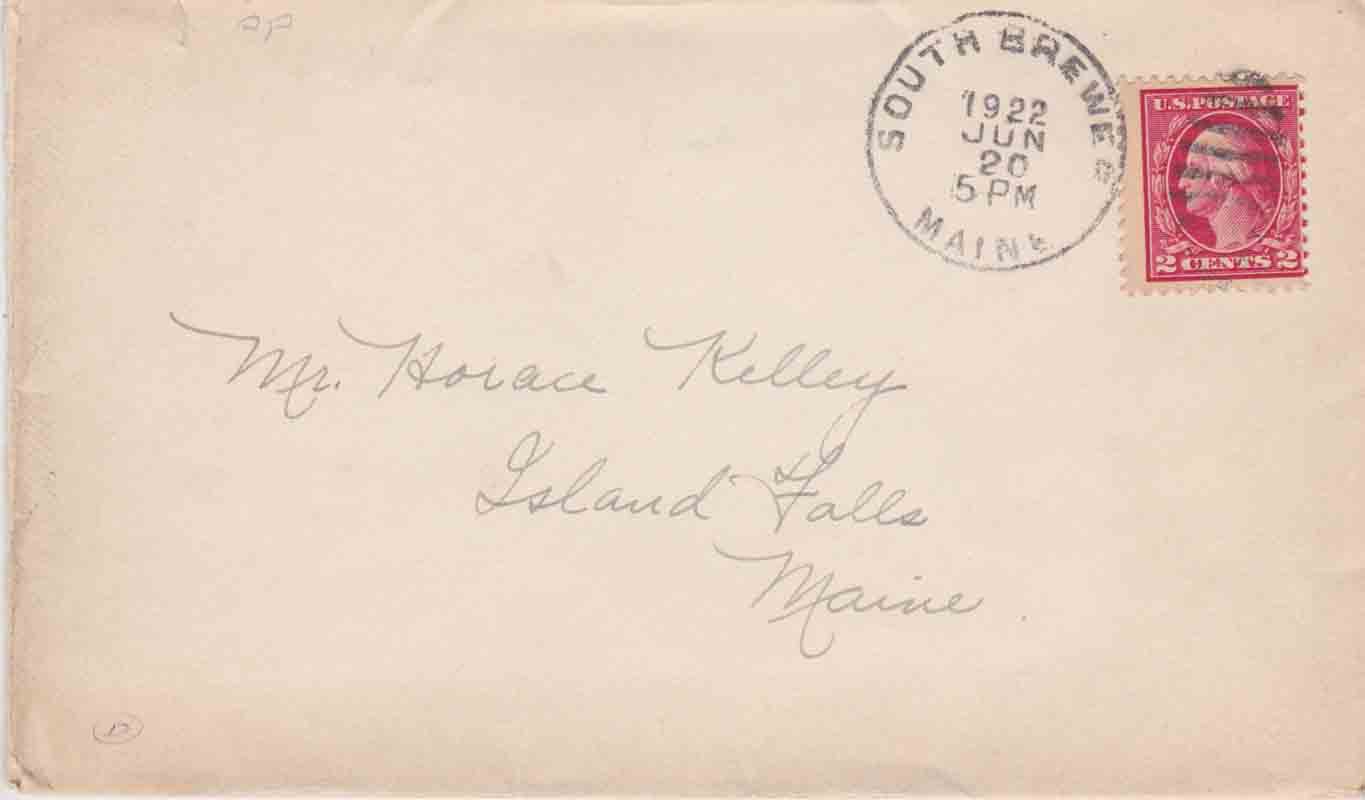 SOUTH BREWER
1922
JUN
20
5 PM
MAINE
U.S. POSTAGE
2 CENTS 2
Mr. Horace Kelley
Island Falls
Maine